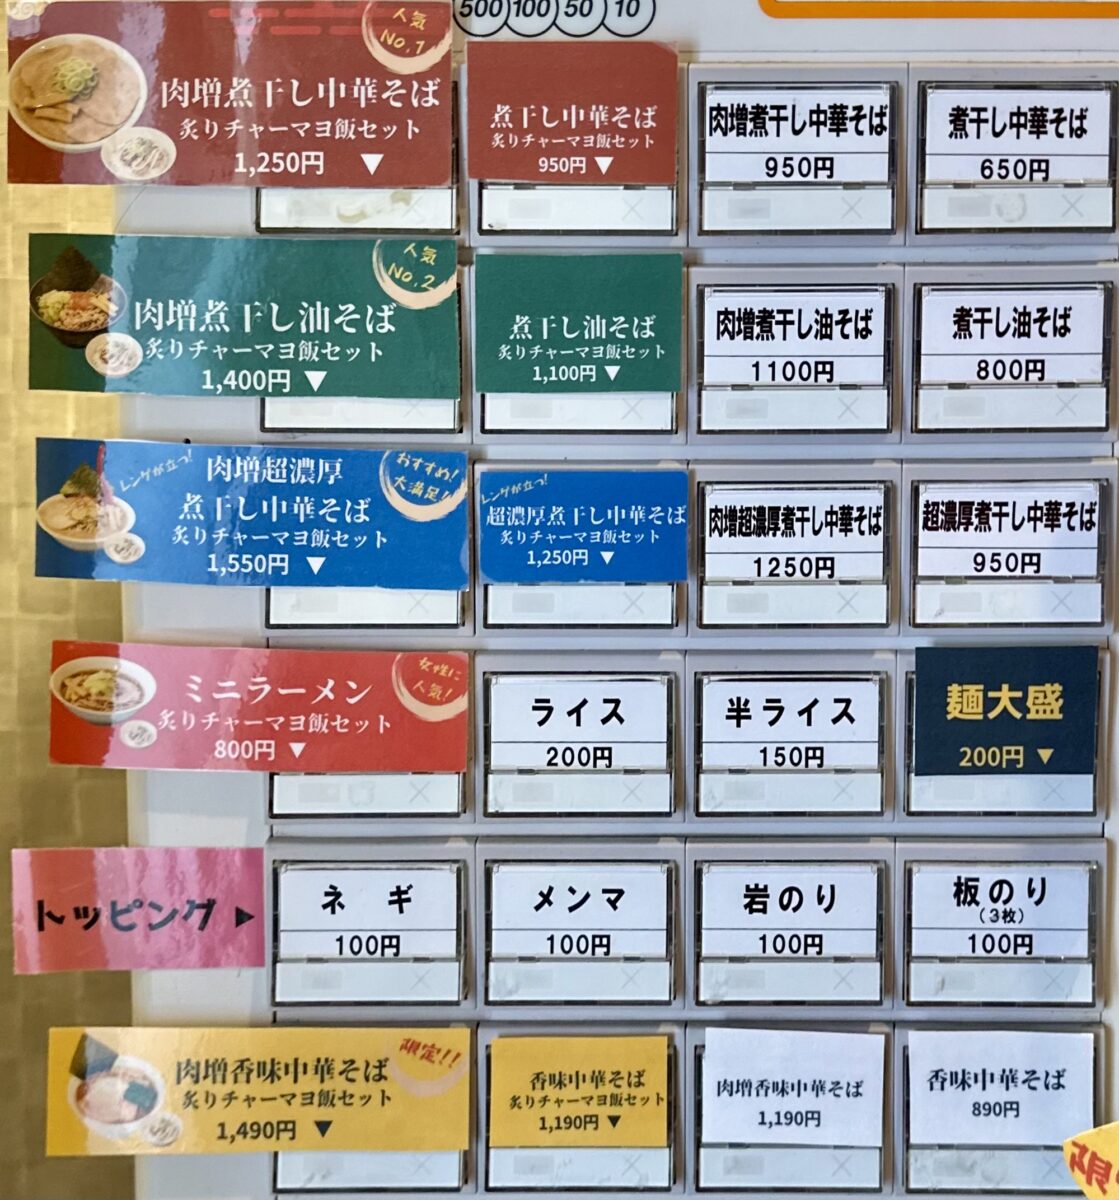 500 100 50 10
人気
No.1
肉増煮干し中華そば
炙りチャーマヨ飯セット
1,250円 ▼
煮干し中華そば
炙りチャーマヨ飯セット
950円 ▼
肉増煮干し中華そば
950円
煮干し中華そば
650円
人気
No.2
肉増煮干し油そば
炙りチャーマヨ飯セット
1,400円 ▼
煮干し油そば
炙りチャーマヨ飯セット
1,100円 ▼
肉増煮干し油そば
1100円
煮干し油そば
800円
レンゲが立つ!
おすすめ!
大満足!!
肉増超濃厚
煮干し中華そば
炙りチャーマヨ飯セット
1,550円 ▼
レンゲが立つ!
超濃厚煮干し中華そば
炙りチャーマヨ飯セット
1,250円 ▼
肉増超濃厚煮干し中華そば
1250円
超濃厚煮干し中華そば
950円
女性に
人気!
ミニラーメン
炙りチャーマヨ飯セット
800円 ▼
ライス
200円
半ライス
150円
麺大盛
200円 ▼
トッピング ▶
ネギ
100円
メンマ
100円
岩のり
100円
板のり
(3枚)
100円
限定!!
肉増香味中華そば
炙りチャーマヨ飯セット
1,490円 ▼
香味中華そば
炙りチャーマヨ飯セット
1,190円 ▼
肉増香味中華そば
1,190円
香味中華そば
890円
限